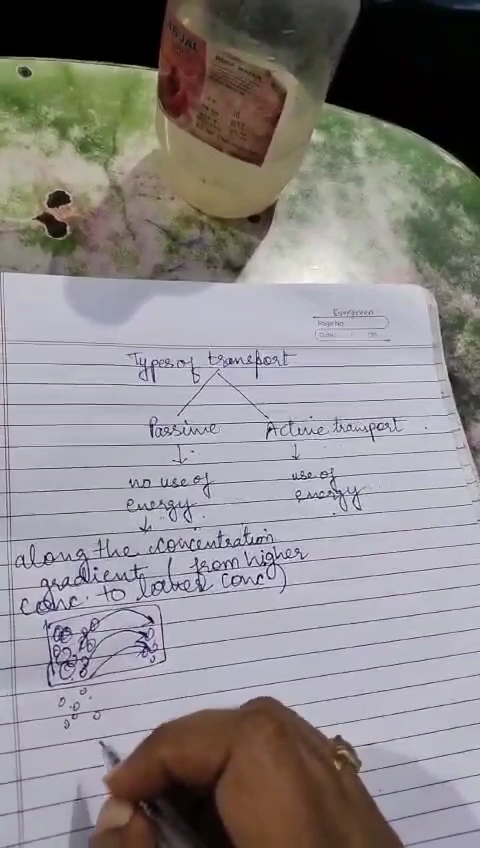 Evergreen
Page No
Date
Types of transport
Passive Active transport
no use of
energy
use of
energy
along the concentration
gradient ( from higher
conc. to lower conc)